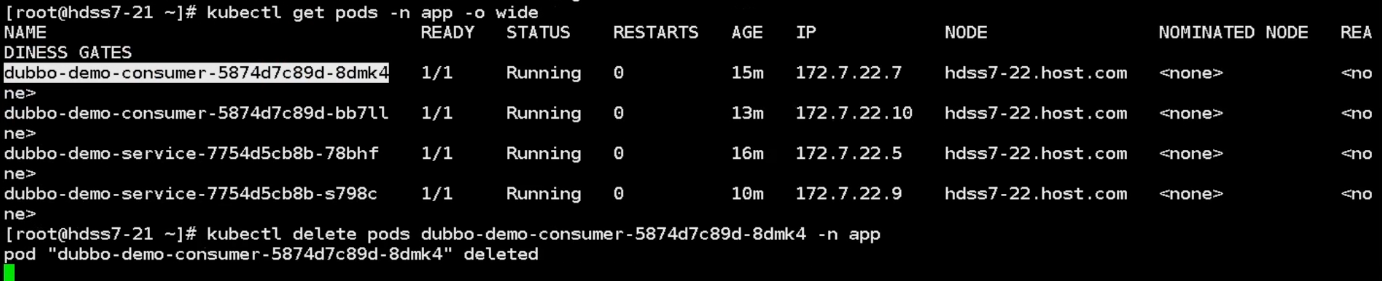 [root@hdss7-21 ~]# kubectl get pods -n app -o wide
NAME READY STATUS RESTARTS AGE IP NODE NOMINATED NODE REA
DINESS GATES
dubbo-demo-consumer-5874d7c89d-8dmk4 1/1 Running 0 15m 172.7.22.7 hdss7-22.host.com <none> <no
ne>
dubbo-demo-consumer-5874d7c89d-bb7ll 1/1 Running 0 13m 172.7.22.10 hdss7-22.host.com <none> <no
ne>
dubbo-demo-service-7754d5cb8b-78bhf 1/1 Running 0 16m 172.7.22.5 hdss7-22.host.com <none> <no
ne>
dubbo-demo-service-7754d5cb8b-s798c 1/1 Running 0 10m 172.7.22.9 hdss7-22.host.com <none> <no
ne>
[root@hdss7-21 ~]# kubectl delete pods dubbo-demo-consumer-5874d7c89d-8dmk4 -n app
pod "dubbo-demo-consumer-5874d7c89d-8dmk4" deleted